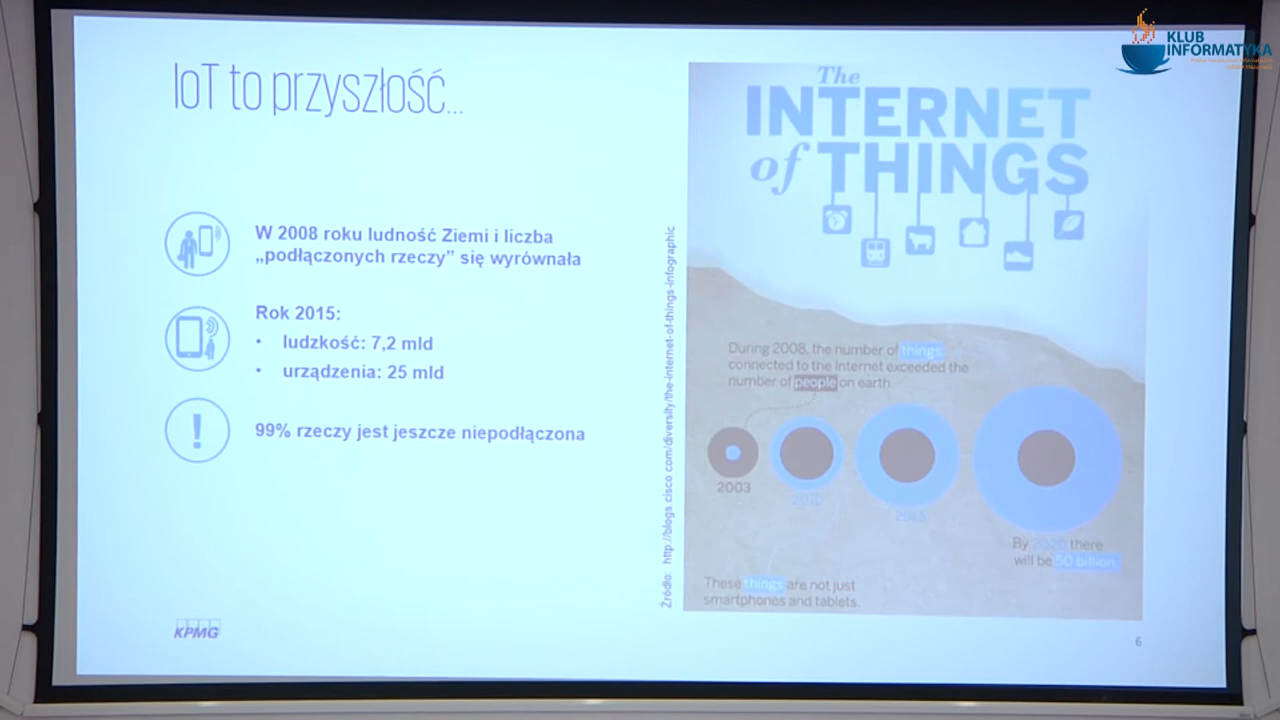 KLUB
INFORMATYKA
IoT to przyszłość...
W 2008 roku ludność Ziemi i liczba
„podłączonych rzeczy” się wyrównała
Rok 2015:
• ludzkość: 7,2 mld
• urządzenia: 25 mld
99% rzeczy jest jeszcze niepodłączona
KPMG
Źródło: http://blogs.cisco.com/diversity/the-internet-of-things-infographic
The
INTERNET
of THINGS
During 2008, the number of things
connected to the Internet exceeded the
number of people on earth.
2003
2010
By 2020 there
will be 50 billion.
These things are not just
smartphones and tablets.
6